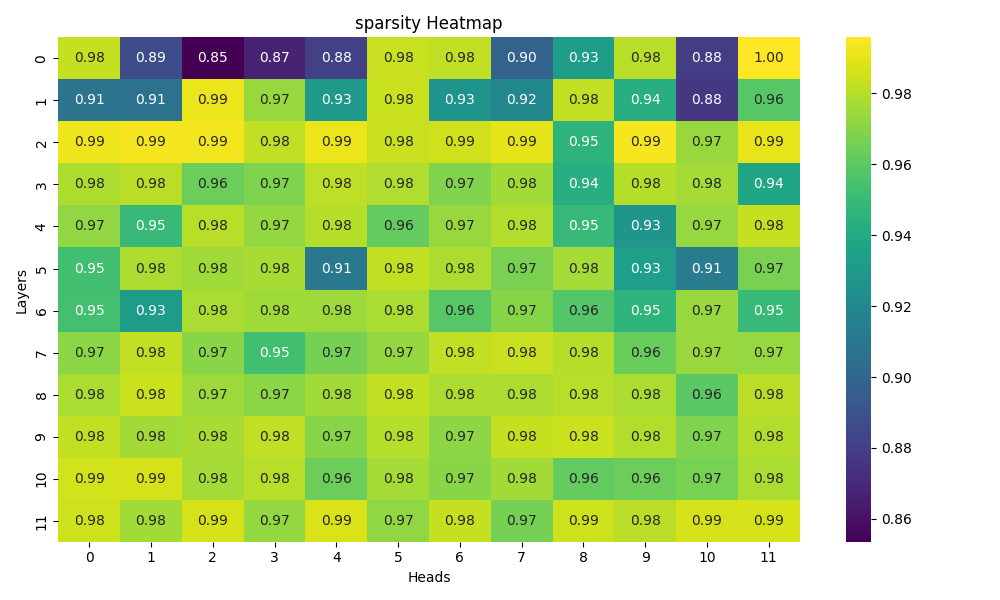 sparsity Heatmap
0 0.98 0.89 0.85 0.87 0.88 0.98 0.98 0.90 0.93 0.98 0.88 1.00
1 0.91 0.91 0.99 0.97 0.93 0.98 0.93 0.92 0.98 0.94 0.88 0.96
2 0.99 0.99 0.99 0.98 0.99 0.98 0.99 0.99 0.95 0.99 0.97 0.99
3 0.98 0.98 0.96 0.97 0.98 0.98 0.97 0.98 0.94 0.98 0.98 0.94
4 0.97 0.95 0.98 0.97 0.98 0.96 0.97 0.98 0.95 0.93 0.97 0.98
5 0.95 0.98 0.98 0.98 0.91 0.98 0.98 0.97 0.98 0.93 0.91 0.97
6 0.95 0.93 0.98 0.98 0.98 0.98 0.96 0.97 0.96 0.95 0.97 0.95
7 0.97 0.98 0.97 0.95 0.97 0.97 0.98 0.98 0.98 0.96 0.97 0.97
8 0.98 0.98 0.97 0.97 0.98 0.98 0.98 0.98 0.98 0.98 0.96 0.98
9 0.98 0.98 0.98 0.98 0.97 0.98 0.97 0.98 0.98 0.98 0.97 0.98
10 0.99 0.99 0.98 0.98 0.96 0.98 0.97 0.98 0.96 0.96 0.97 0.98
11 0.98 0.98 0.99 0.97 0.99 0.97 0.98 0.97 0.99 0.98 0.99 0.99
0 1 2 3 4 5 6 7 8 9 10 11
Heads
Layers
0.98
0.96
0.94
0.92
0.90
0.88
0.86